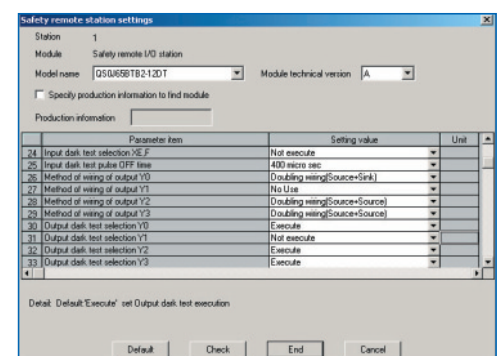 Safety remote station settings
Station 1
Module Safety remote I/O station
Model name QS0J65BTB2-12DT Module technical version A
Specify production information to find module
Production information
Parameter item Setting value Unit
24 Input dark test selection XE,F Not execute
25 Input dark test pulse OFF time 400 micro sec
26 Method of wiring of output Y0 Doubling wiring(Source+Sink)
27 Method of wiring of output Y1 No Use
28 Method of wiring of output Y2 Doubling wiring(Source+Source)
29 Method of wiring of output Y3 Doubling wiring(Source+Source)
30 Output dark test selection Y0 Execute
31 Output dark test selection Y1 Not execute
32 Output dark test selection Y2 Execute
33 Output dark test selection Y3 Execute
Detail: Default'Execute' set Output dark test execution
Default Check End Cancel